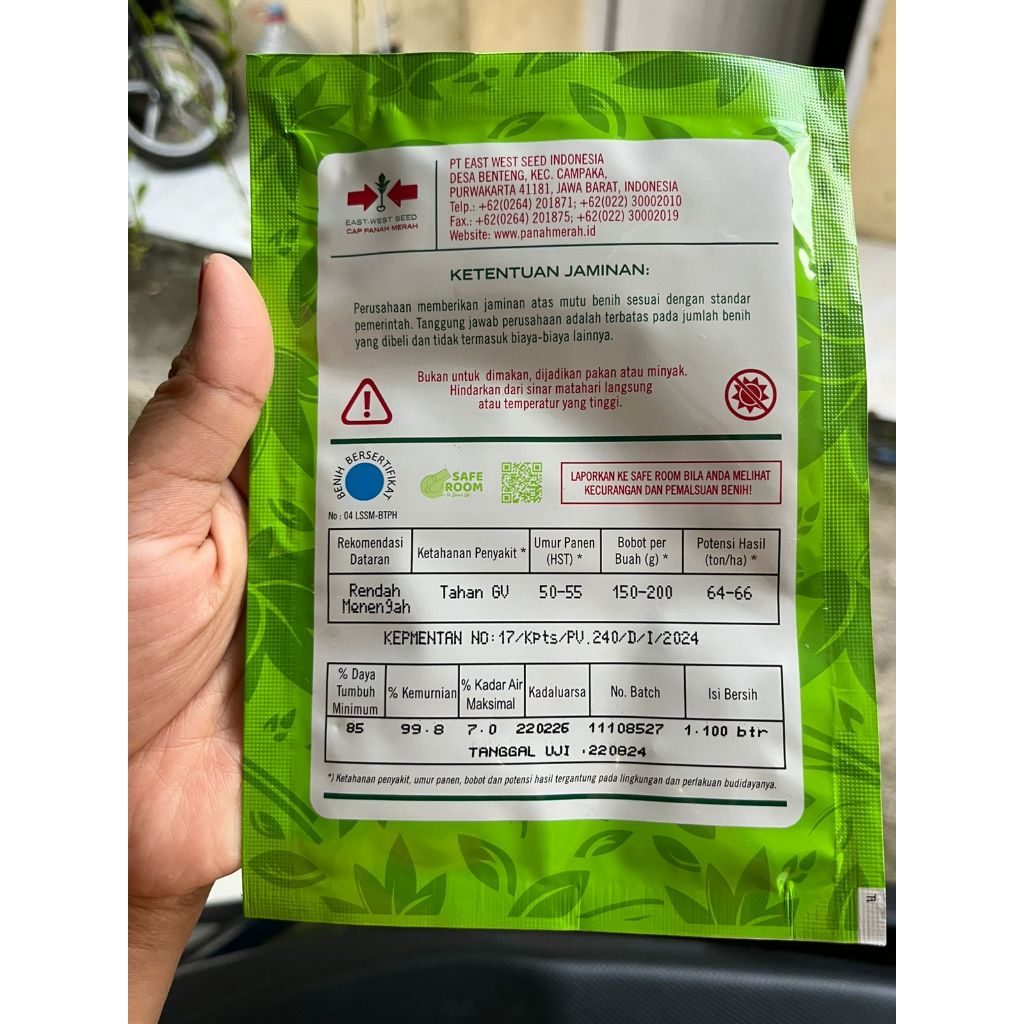 EAST-WEST SEED
CAP PANAH MERAH
PT EAST WEST SEED INDONESIA
DESA BENTENG, KEC. CAMPAKA,
PURWAKARTA 41181, JAWA BARAT, INDONESIA
Telp.: +62(0264) 201871; +62(022) 30002010
Fax.: +62(0264) 201875; +62(022) 30002019
Website: www.panahmerah.id
KETENTUAN JAMINAN:
Perusahaan memberikan jaminan atas mutu benih sesuai dengan standar
pemerintah. Tanggung jawab perusahaan adalah terbatas pada jumlah benih
yang dibeli dan tidak termasuk biaya-biaya lainnya.
Bukan untuk dimakan, dijadikan pakan atau minyak.
Hindarkan dari sinar matahari langsung
atau temperatur yang tinggi.
BENIH BERSERTIFIKAT
No : 04 LSSM-BTPH
SAFE
ROOM
LAPORKAN KE SAFE ROOM BILA ANDA MELIHAT
KECURANGAN DAN PEMALSUAN BENIH!
Rekomendasi Dataran Ketahanan Penyakit * Umur Panen (HST) * Bobot per Buah (g) * Potensi Hasil (ton/ha) *
Rendah Menengah Tahan GV 50-55 150-200 64-66
KEPMENTAN NO:17/Kpts/PV.240/D/I/2024
% Daya Tumbuh Minimum % Kemurnian % Kadar Air Maksimal Kadaluarsa No. Batch Isi Bersih
85 99.8 7.0 220226 11108527 1.100 btr
TANGGAL UJI .220824
*) Ketahanan penyakit, umur panen, bobot dan potensi hasil tergantung pada lingkungan dan perlakuan budidayanya.